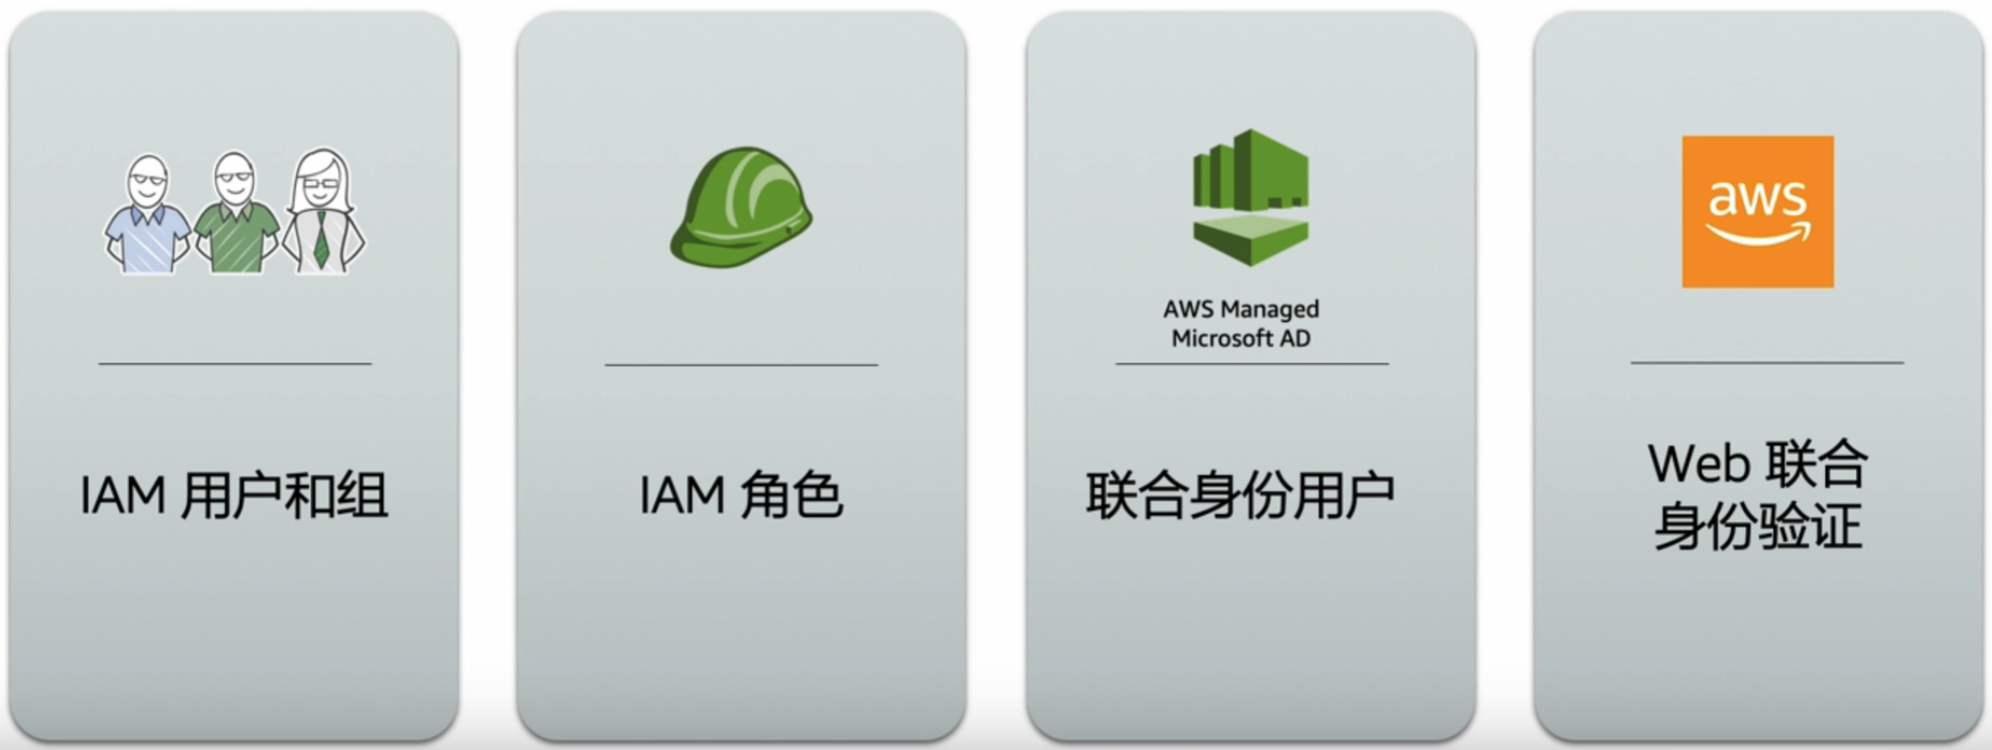 IAM 用户和组
IAM 角色
AWS Managed
Microsoft AD
联合身份用户
aws
Web 联合
身份验证